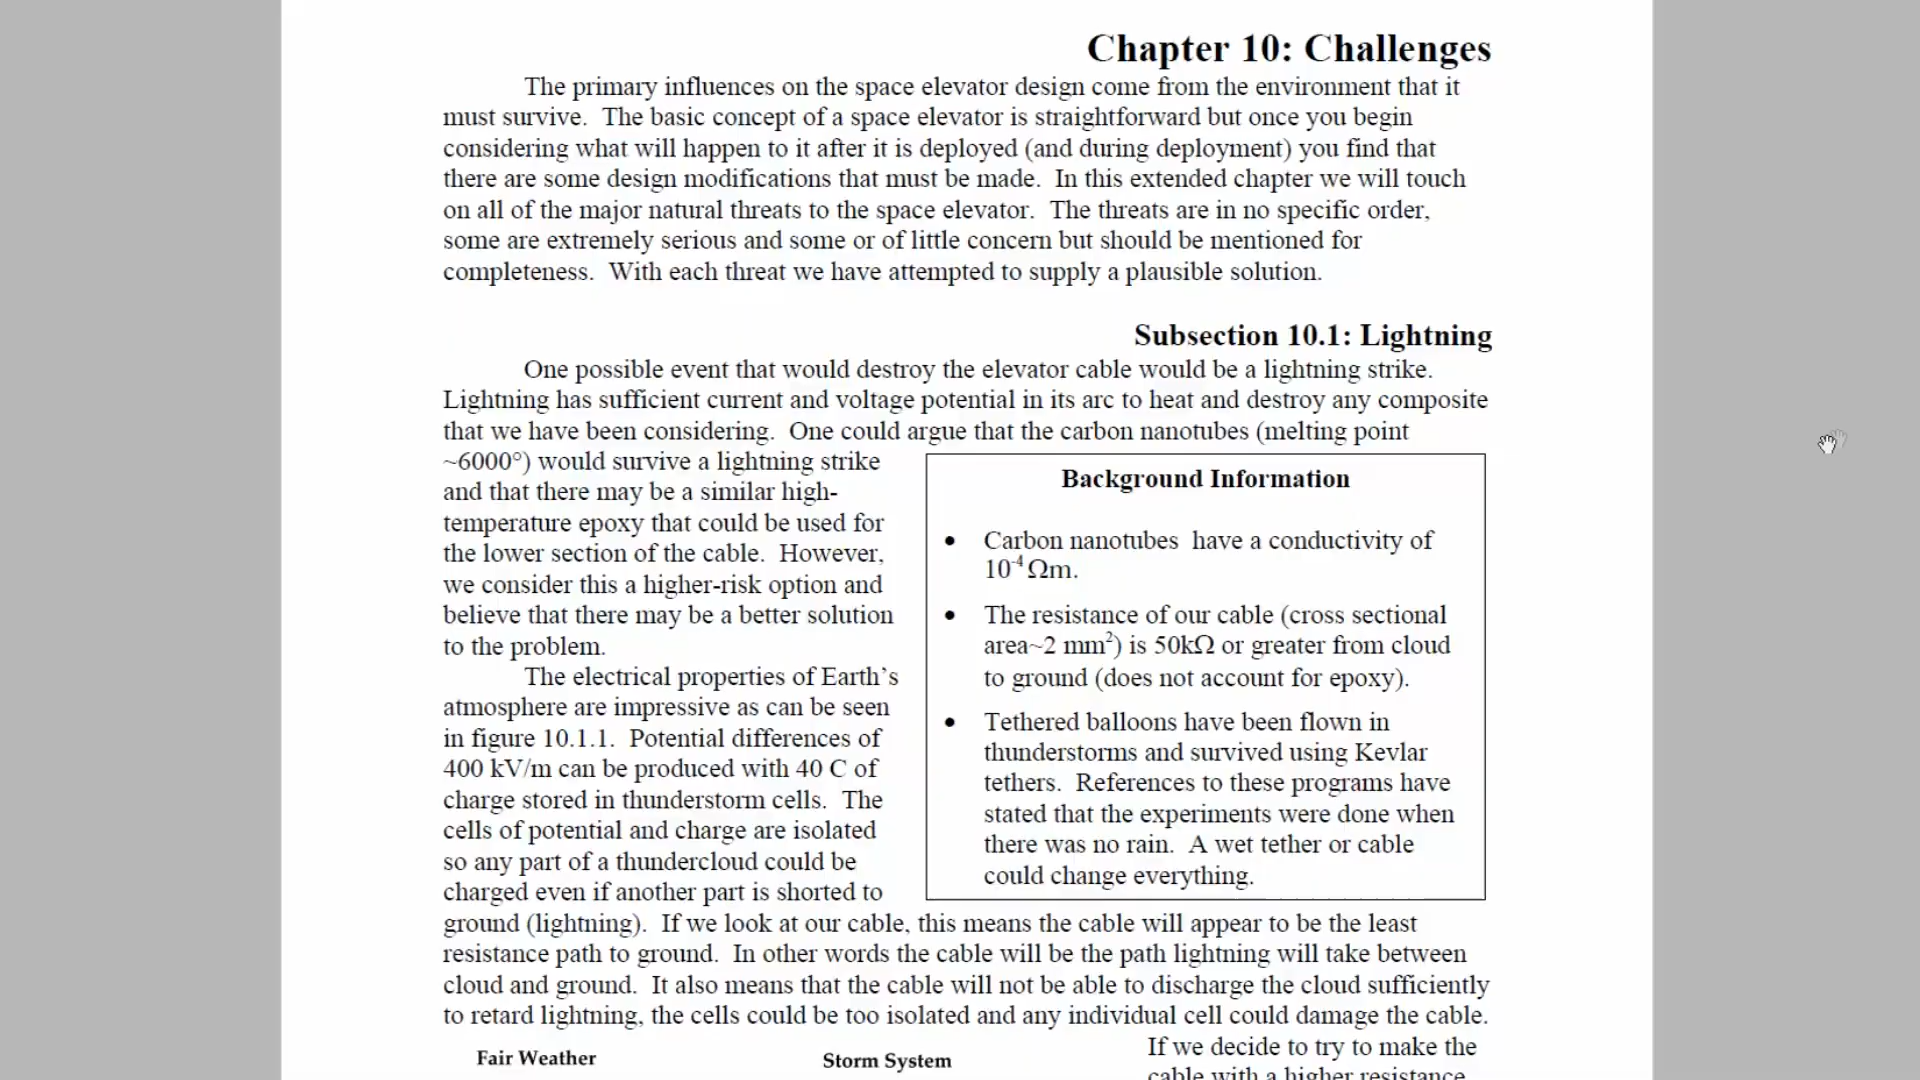 Chapter 10: Challenges
The primary influences on the space elevator design come from the environment that it
must survive. The basic concept of a space elevator is straightforward but once you begin
considering what will happen to it after it is deployed (and during deployment) you find that
there are some design modifications that must be made. In this extended chapter we will touch
on all of the major natural threats to the space elevator. The threats are in no specific order,
some are extremely serious and some or of little concern but should be mentioned for
completeness. With each threat we have attempted to supply a plausible solution.
Subsection 10.1: Lightning
One possible event that would destroy the elevator cable would be a lightning strike.
Lightning has sufficient current and voltage potential in its arc to heat and destroy any composite
that we have been considering. One could argue that the carbon nanotubes (melting point
~6000°) would survive a lightning strike
and that there may be a similar high-
temperature epoxy that could be used for
the lower section of the cable. However,
we consider this a higher-risk option and
believe that there may be a better solution
to the problem.
The electrical properties of Earth's
atmosphere are impressive as can be seen
in figure 10.1.1. Potential differences of
400 kV/m can be produced with 40 C of
charge stored in thunderstorm cells. The
cells of potential and charge are isolated
so any part of a thundercloud could be
charged even if another part is shorted to
Background Information
• Carbon nanotubes have a conductivity of
10⁻⁴ Ωm.
• The resistance of our cable (cross sectional
area~2 mm²) is 50kΩ or greater from cloud
to ground (does not account for epoxy).
• Tethered balloons have been flown in
thunderstorms and survived using Kevlar
tethers. References to these programs have
stated that the experiments were done when
there was no rain. A wet tether or cable
could change everything.
ground (lightning). If we look at our cable, this means the cable will appear to be the least
resistance path to ground. In other words the cable will be the path lightning will take between
cloud and ground. It also means that the cable will not be able to discharge the cloud sufficiently
to retard lightning, the cells could be too isolated and any individual cell could damage the cable.
Fair Weather
Storm System
If we decide to try to make the
cable with a higher resistance